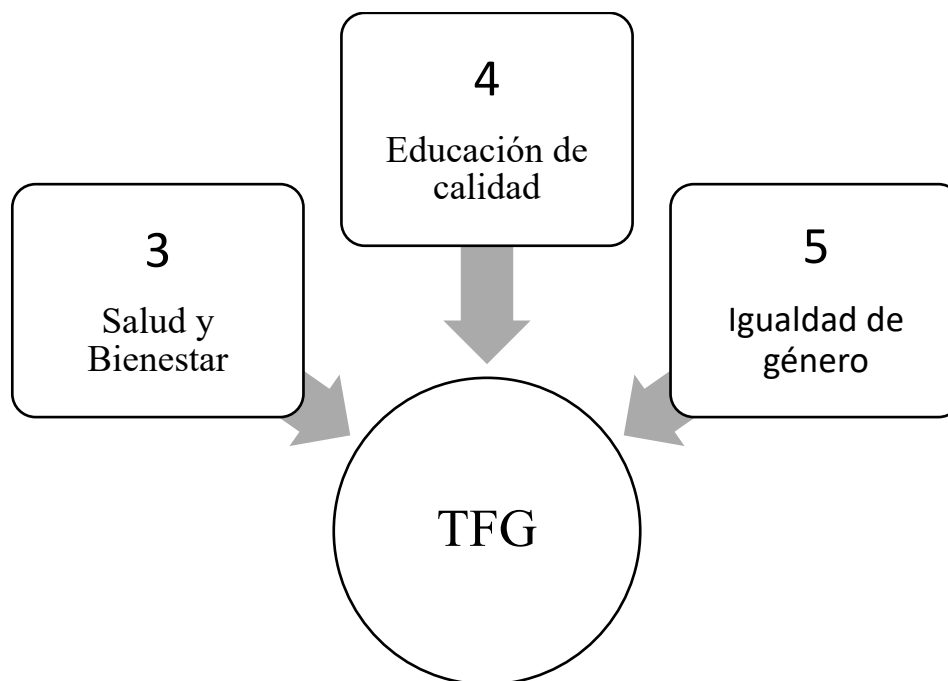 3
Salud y
Bienestar
4
Educación de
calidad
5
Igualdad de
género
TFG